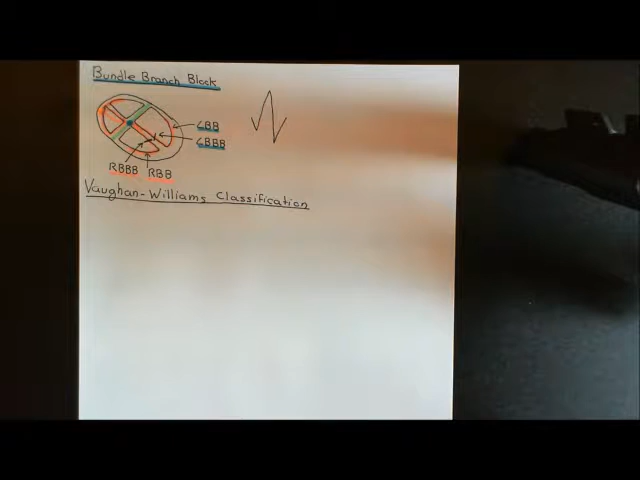 Bundle Branch Block
LBB
LBBB
RBBB RBB
Vaughan-Williams Classification